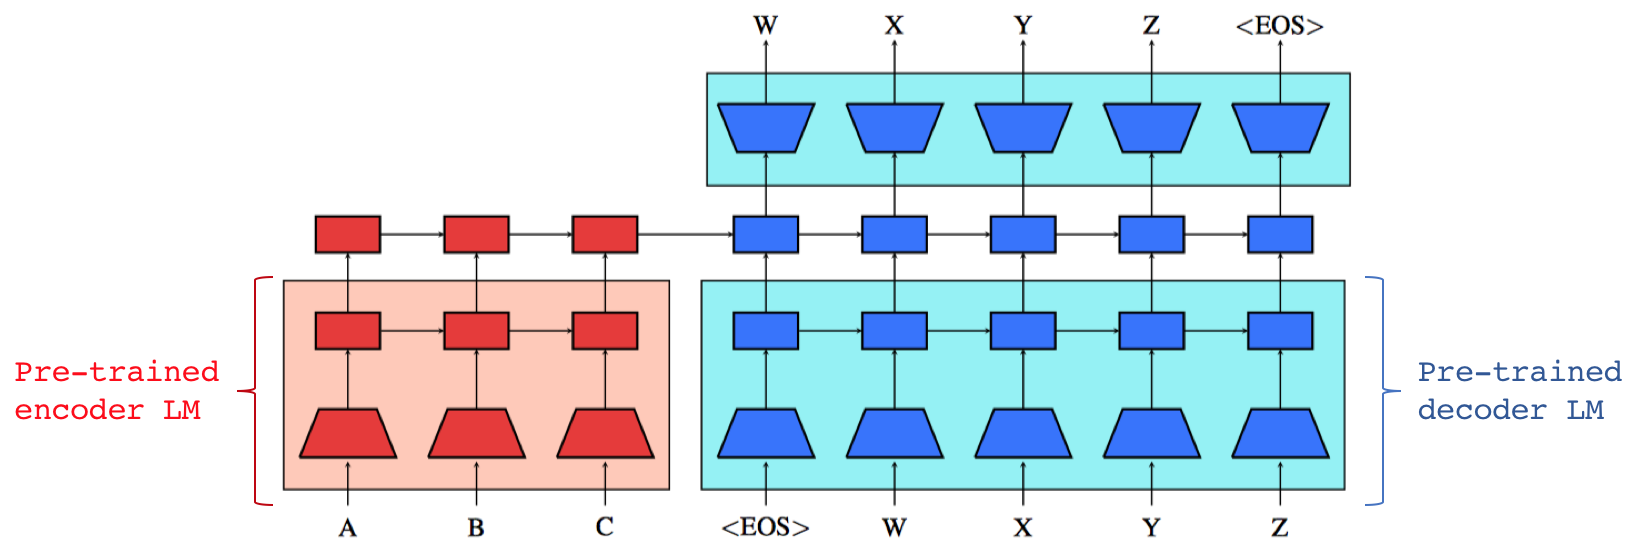 W X Y Z <EOS>
Pre-trained
encoder LM
Pre-trained
decoder LM
A B C <EOS> W X Y Z